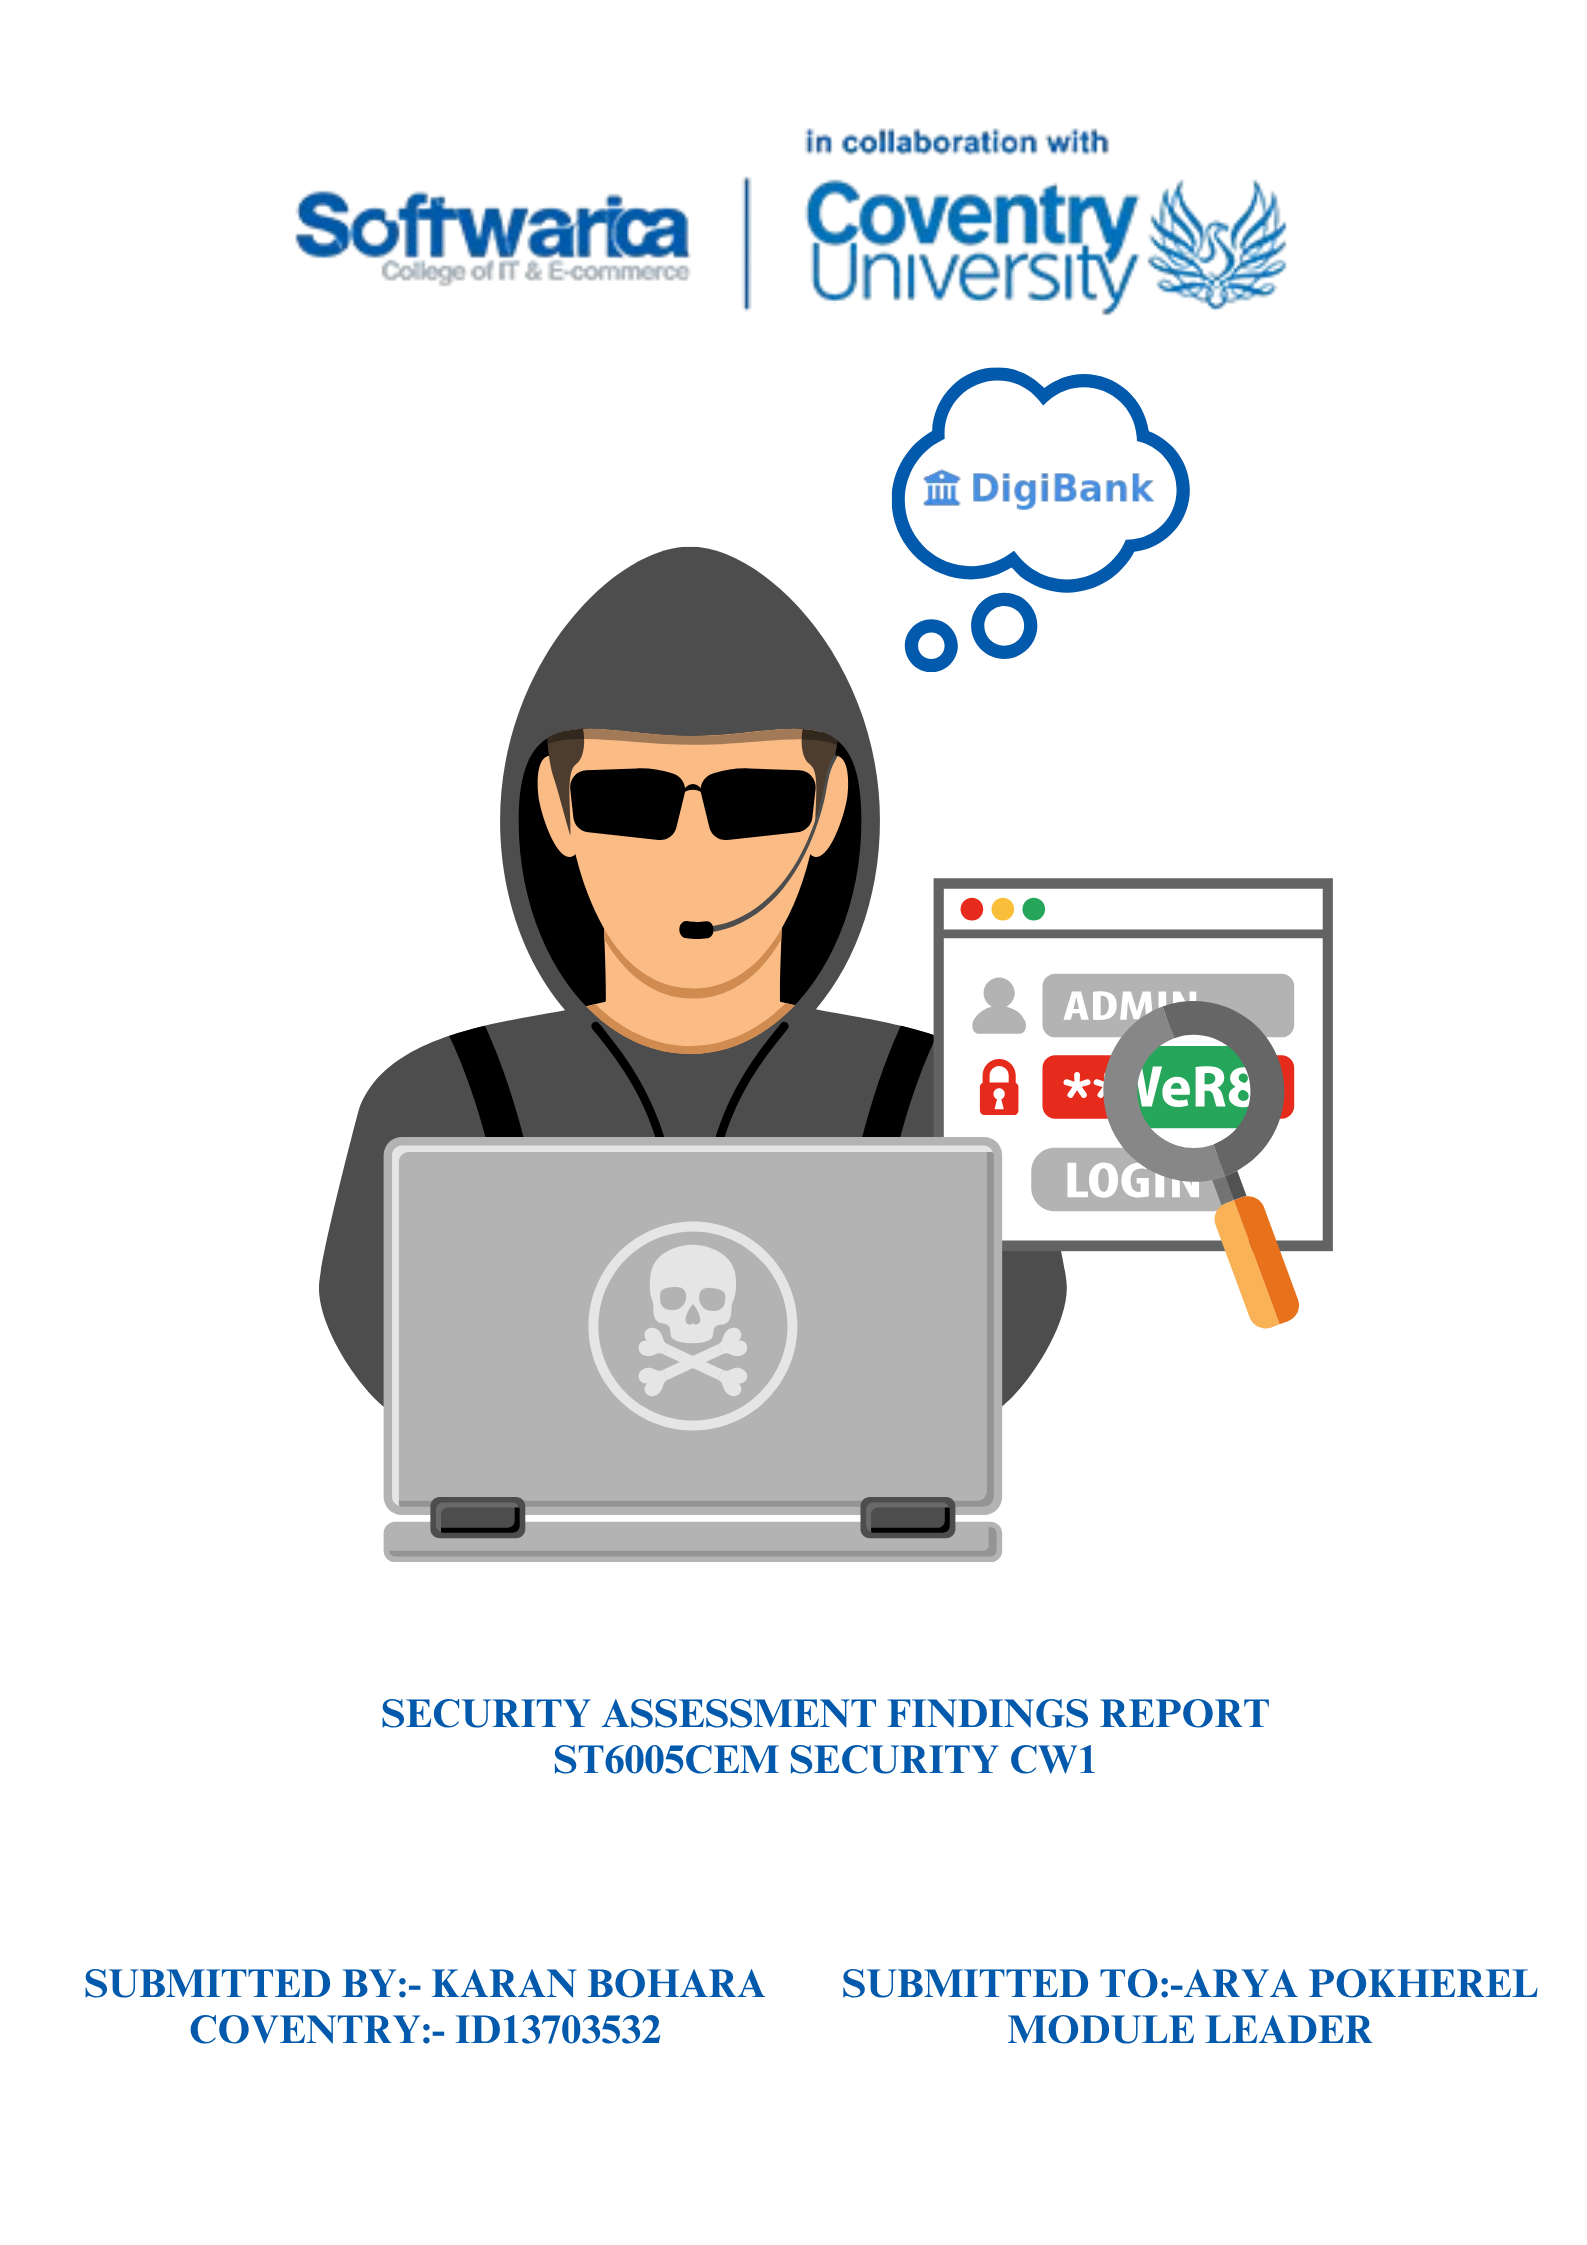 in collaboration with
Softwarica
College of IT & E-commerce
Coventry
University
DigiBank
ADMIN
**WeR8
LOGIN
SECURITY ASSESSMENT FINDINGS REPORT
ST6005CEM SECURITY CW1
SUBMITTED BY:- KARAN BOHARA
COVENTRY:- ID13703532
SUBMITTED TO:-ARYA POKHEREL
MODULE LEADER